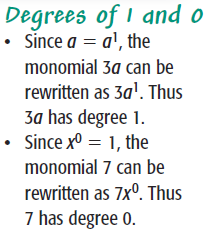 Degrees of 1 and 0
• Since a = a¹, the
monomial 3a can be
rewritten as 3a¹. Thus
3a has degree 1.
• Since x⁰ = 1, the
monomial 7 can be
rewritten as 7x⁰. Thus
7 has degree 0.